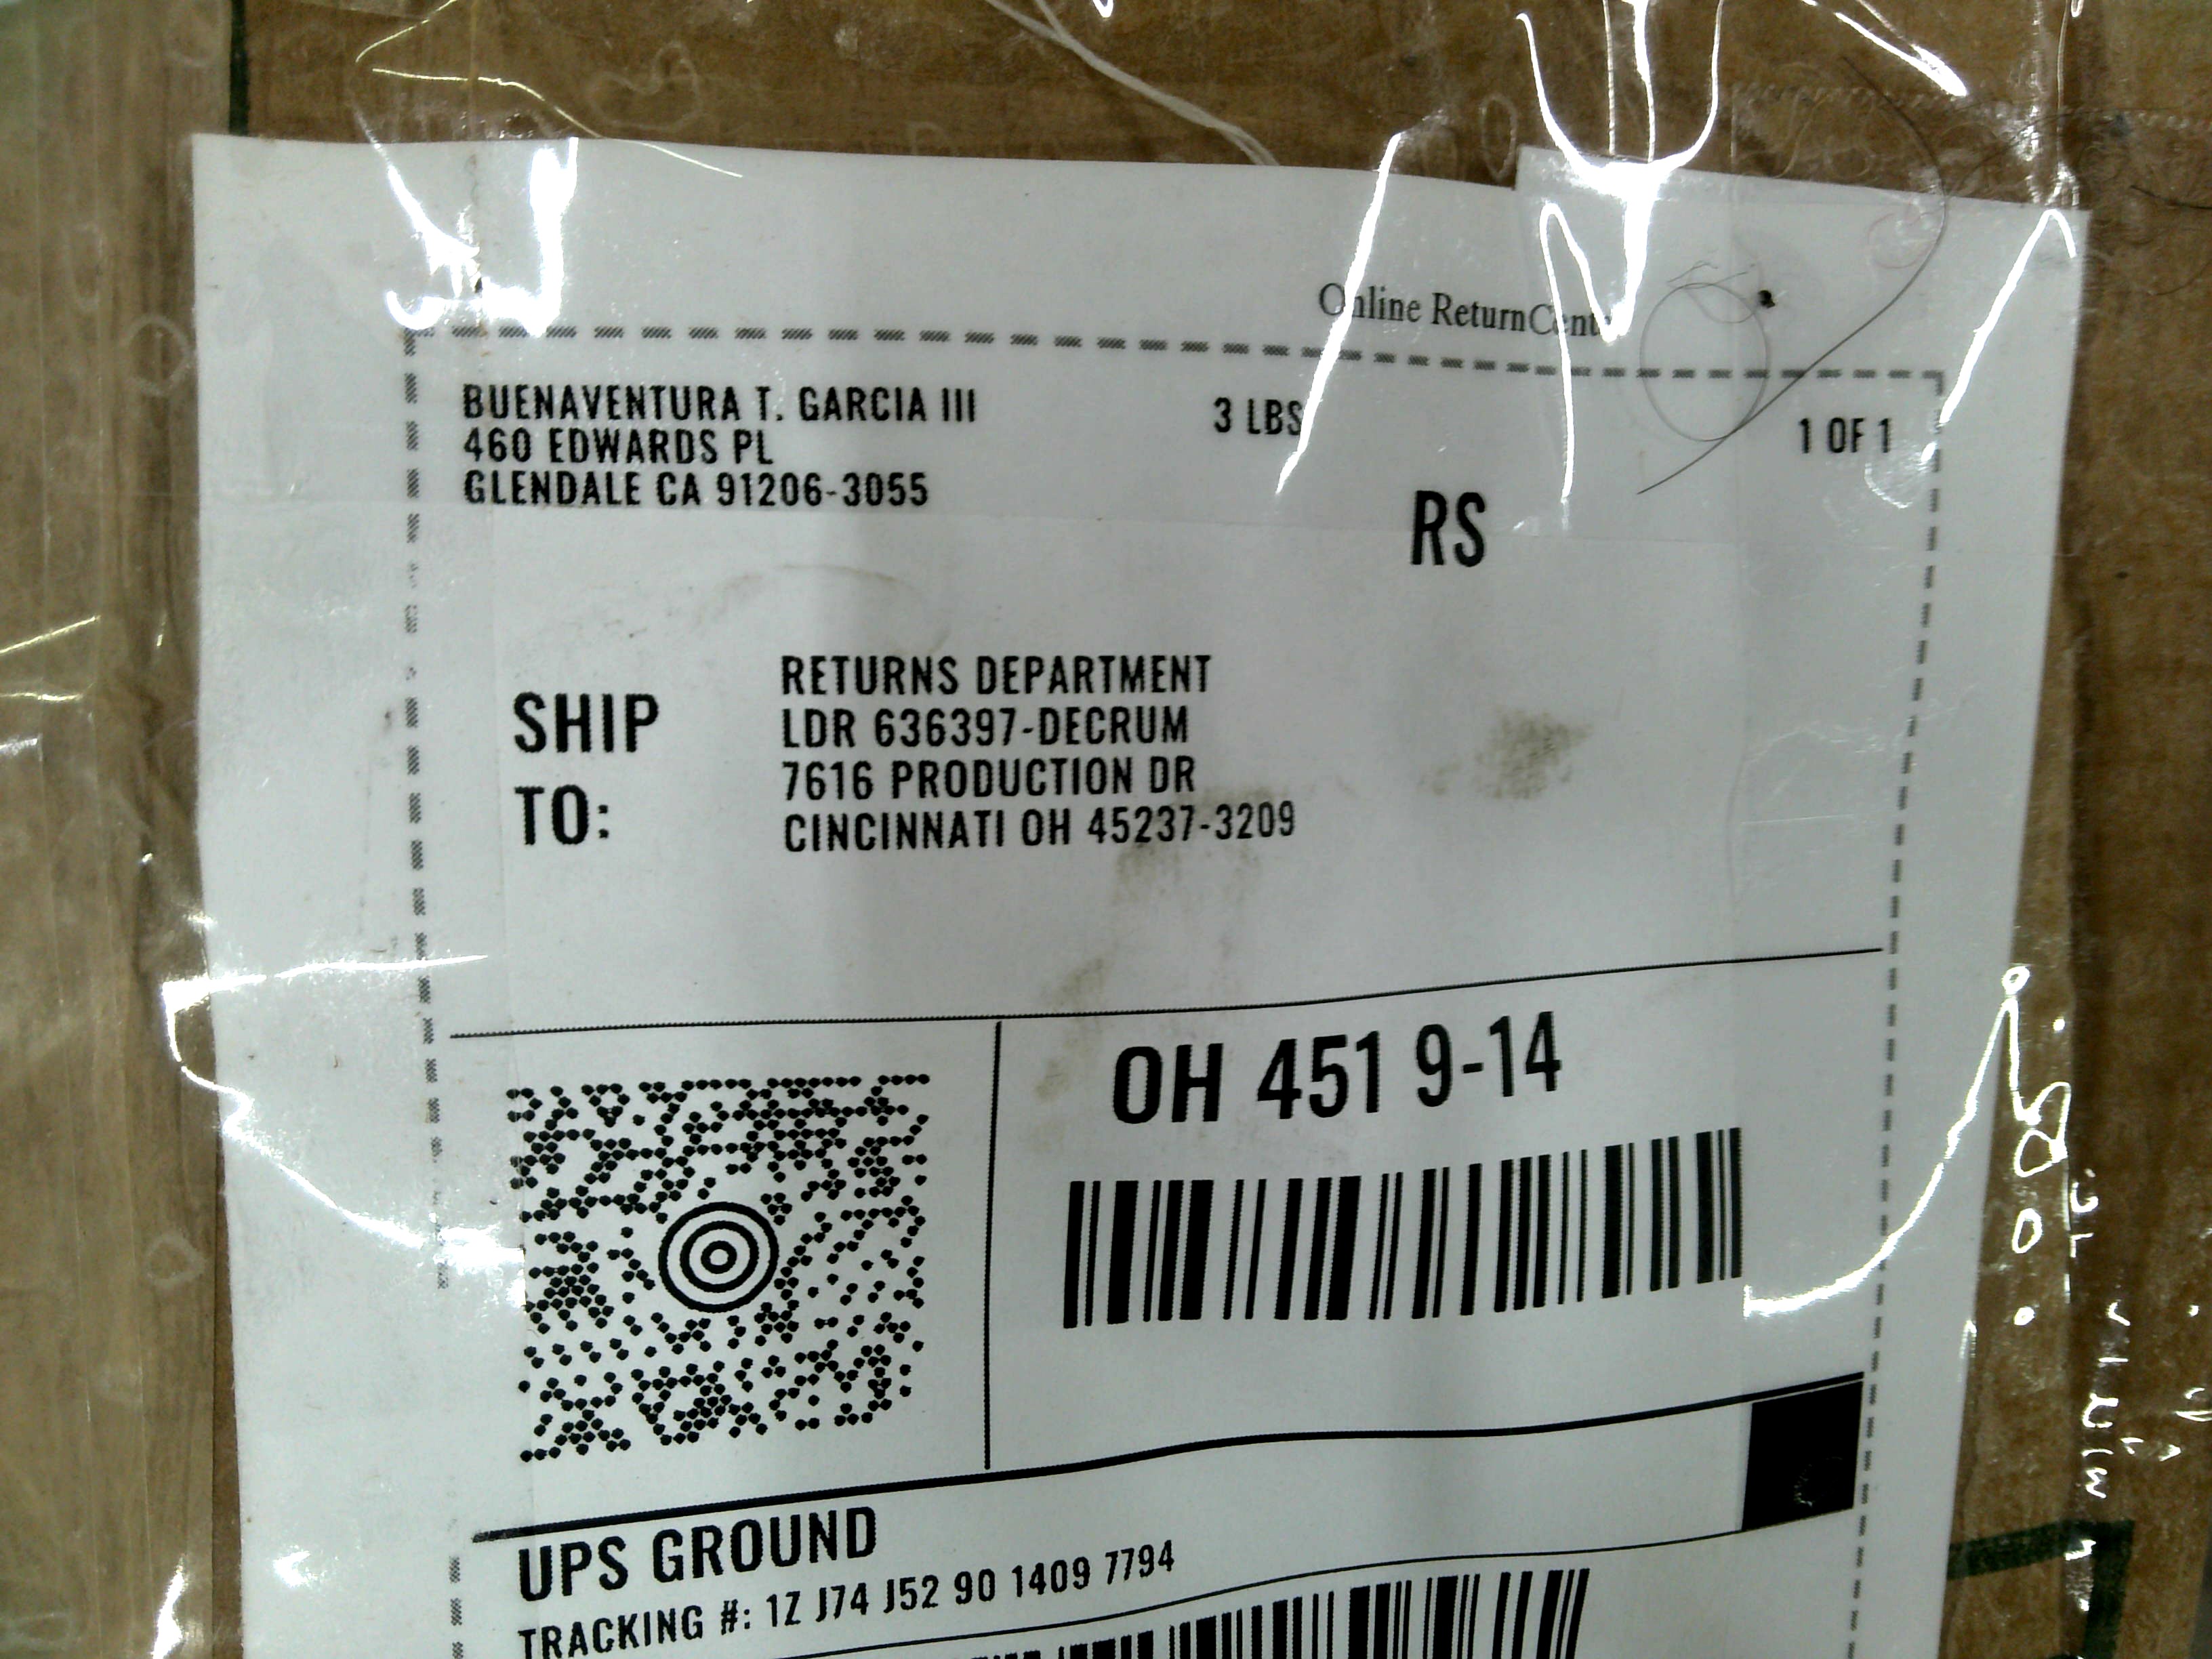 Online ReturnCente
BUENAVENTURA T. GARCIA III
460 EDWARDS PL
GLENDALE CA 91206-3055
3 LBS
1 OF 1
RS
SHIP
TO:
RETURNS DEPARTMENT
LDR 636397-DECRUM
7616 PRODUCTION DR
CINCINNATI OH 45237-3209
OH 451 9-14
UPS GROUND
TRACKING #: 1Z J74 J52 90 1409 7794